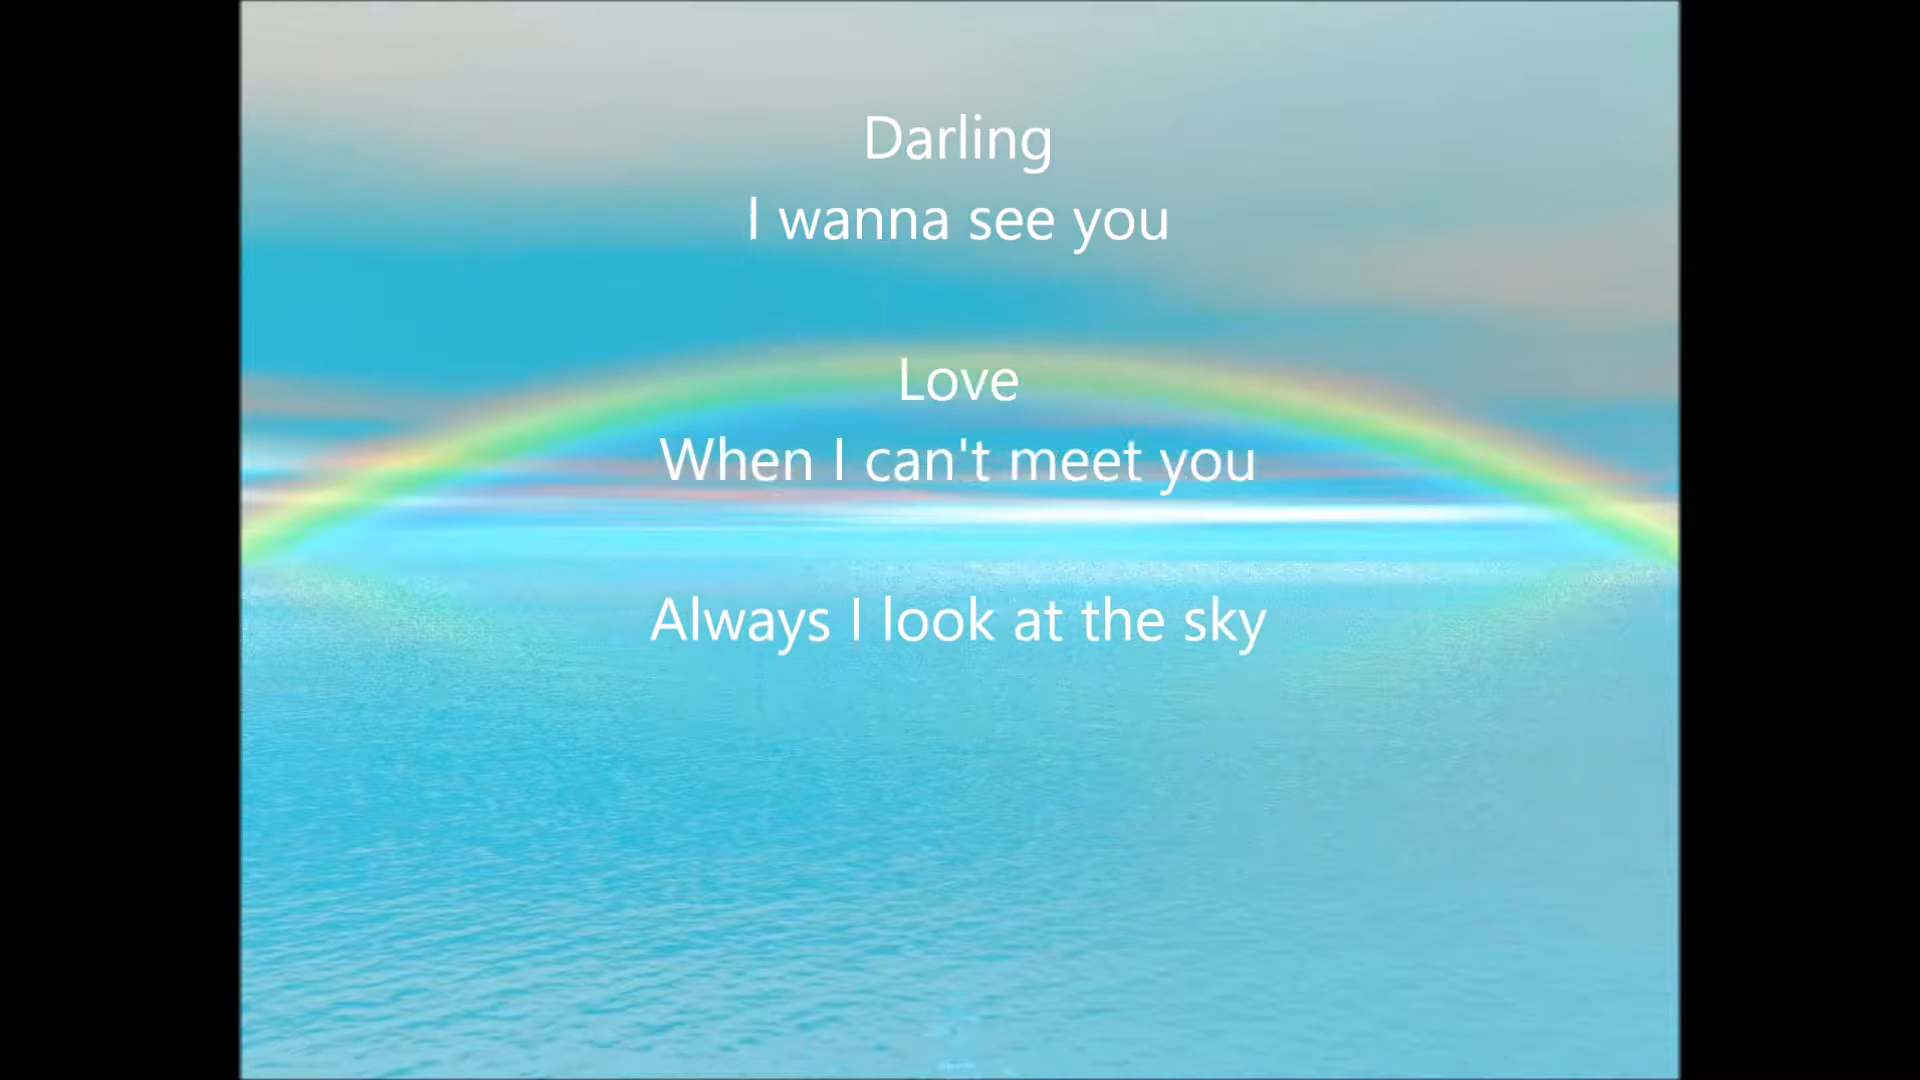 Darling
I wanna see you
Love
When I can't meet you
Always I look at the sky